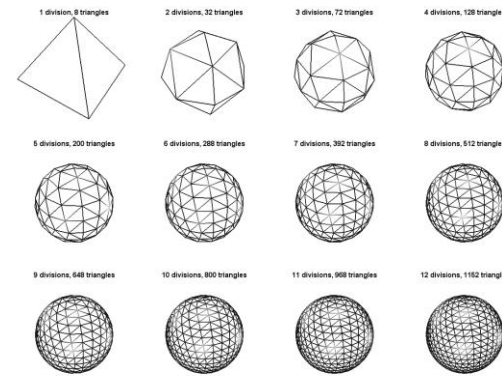 1 division, 8 triangles
2 divisions, 32 triangles
3 divisions, 72 triangles
4 divisions, 128 triangles
5 divisions, 200 triangles
6 divisions, 288 triangles
7 divisions, 392 triangles
8 divisions, 512 triangles
9 divisions, 648 triangles
10 divisions, 800 triangles
11 divisions, 968 triangles
12 divisions, 1152 triangles